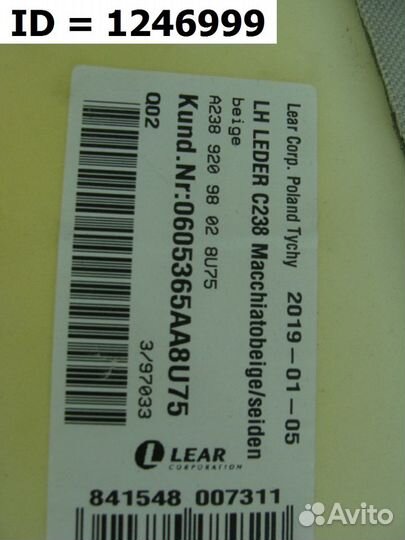 ID = 1246999
Lear Corp. Poland Tychy 2019-01-05
LH LEDER C238 Macchiatobeige/seiden
beige
A238 920 98 02 8U75
Kund.Nr:0605365AA8U75
Q02 3/97033
LEAR
CORPORATION
841548 007311
Avito